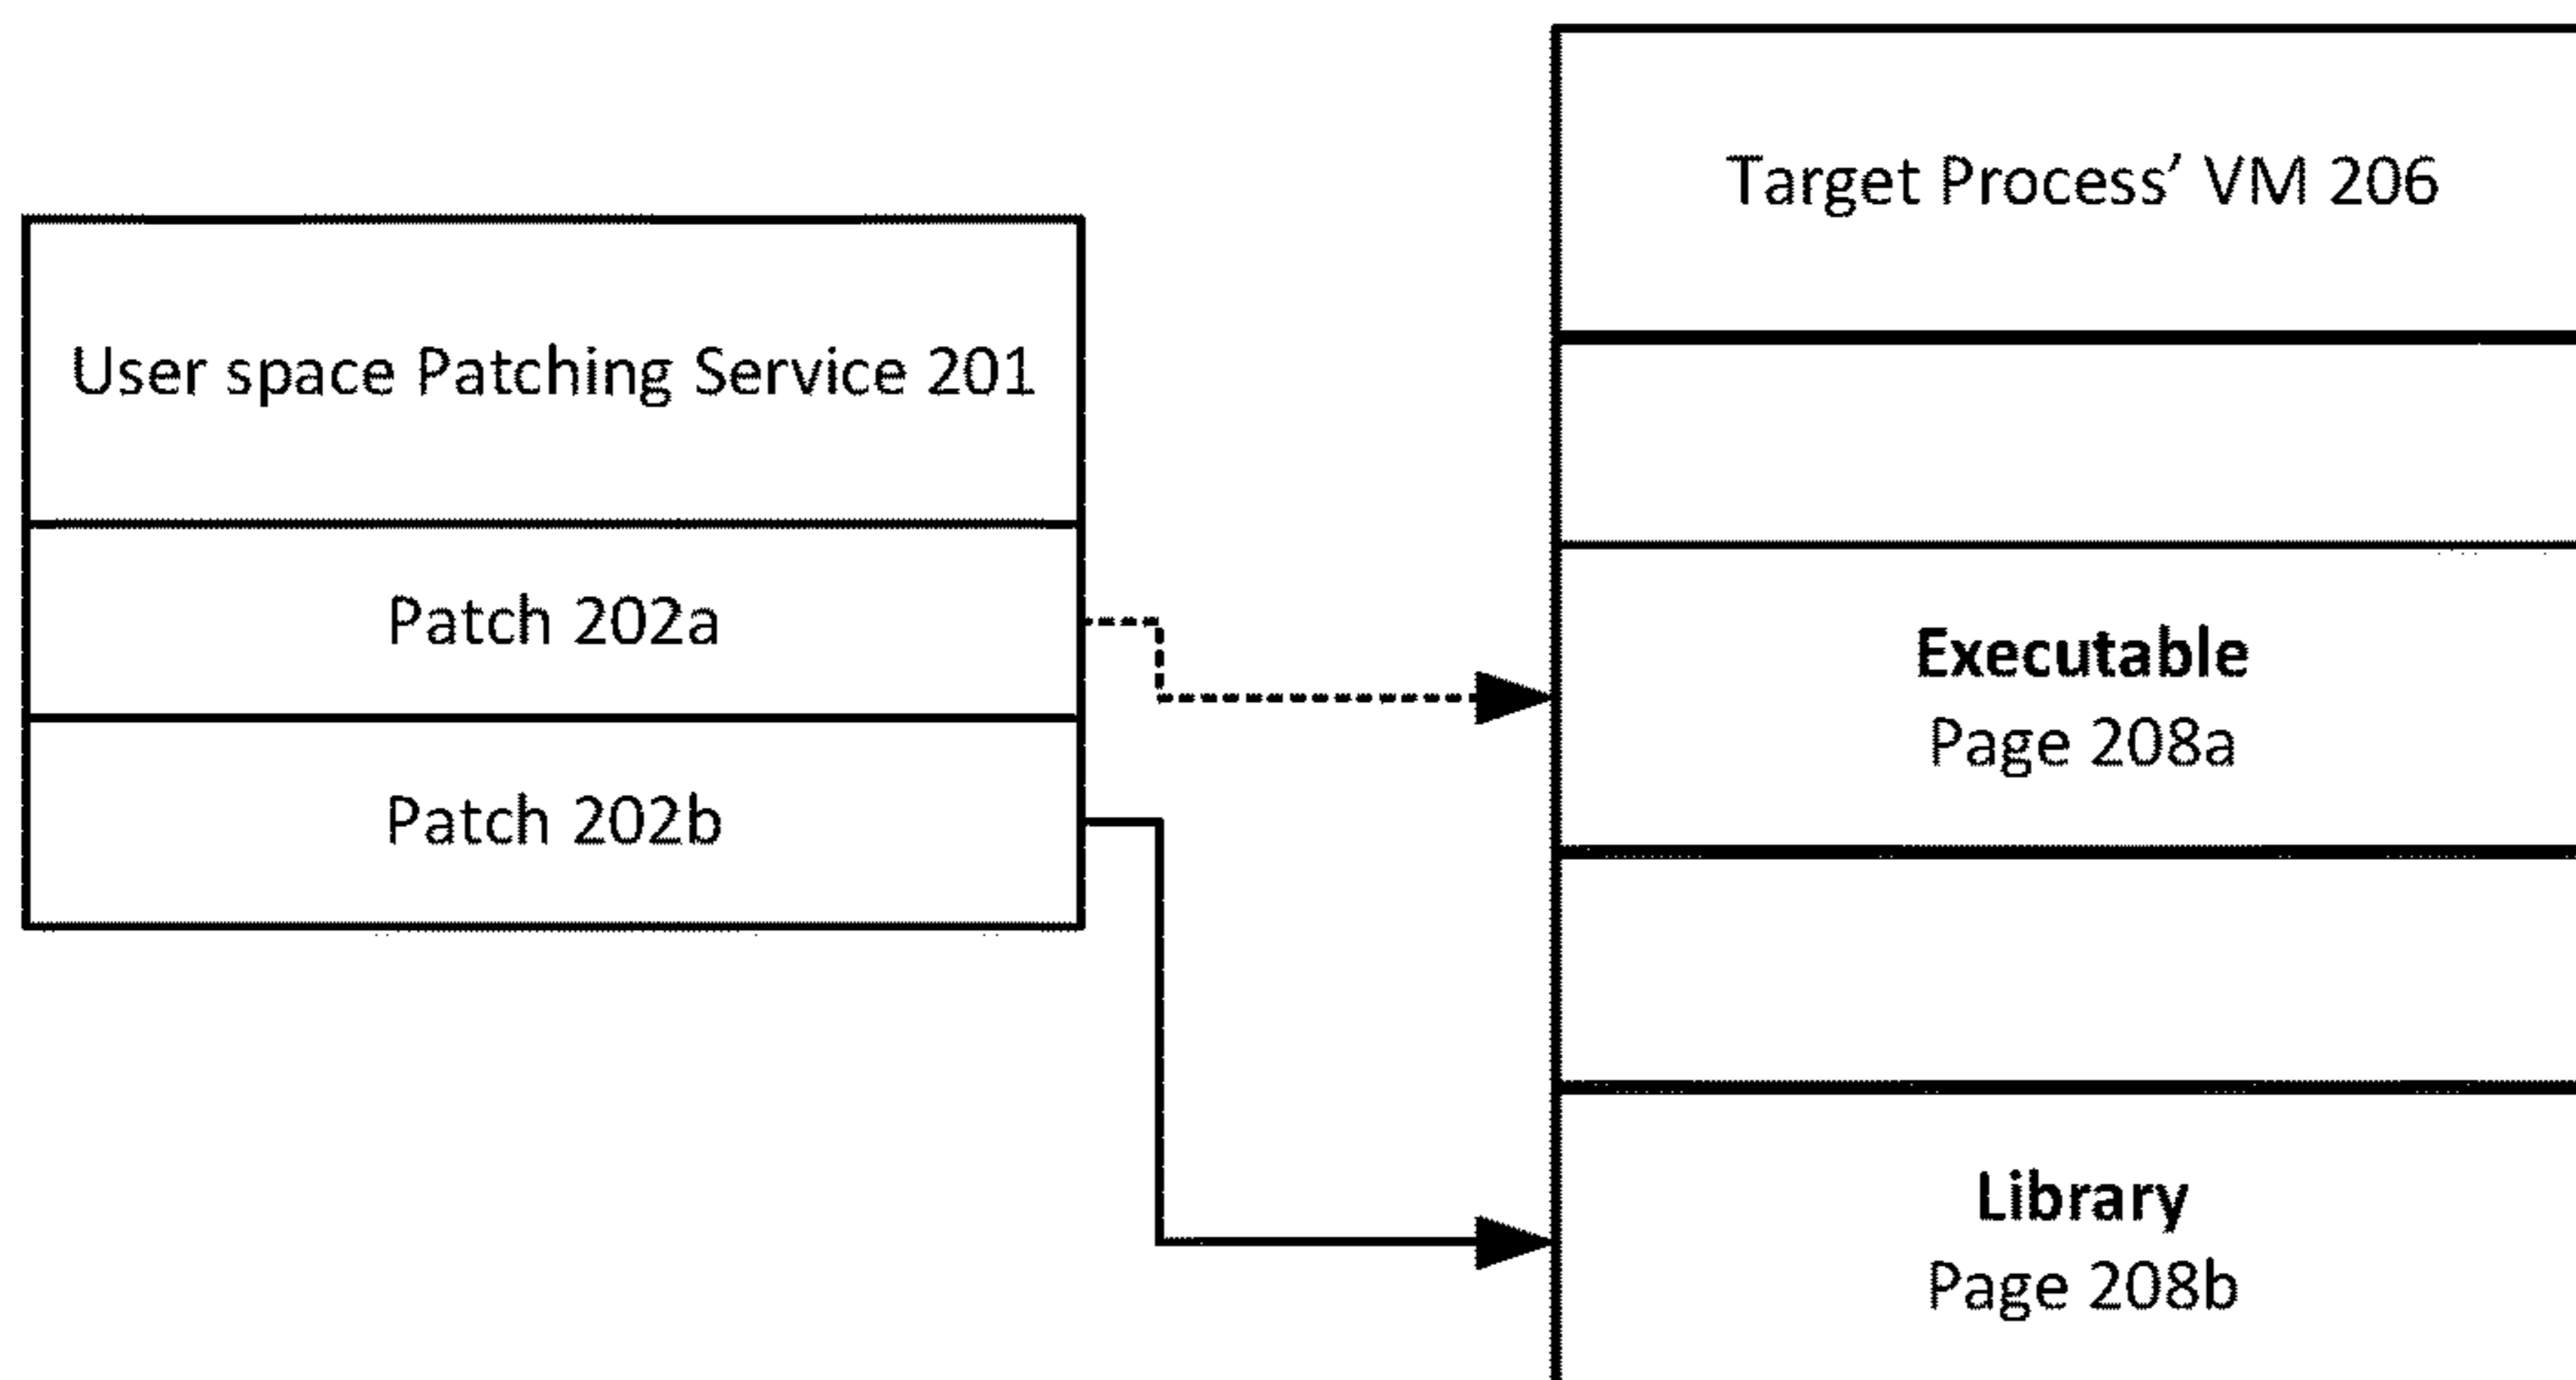 User space Patching Service 201
Patch 202a
Patch 202b
Target Process’ VM 206
Executable
Page 208a
Library
Page 208b